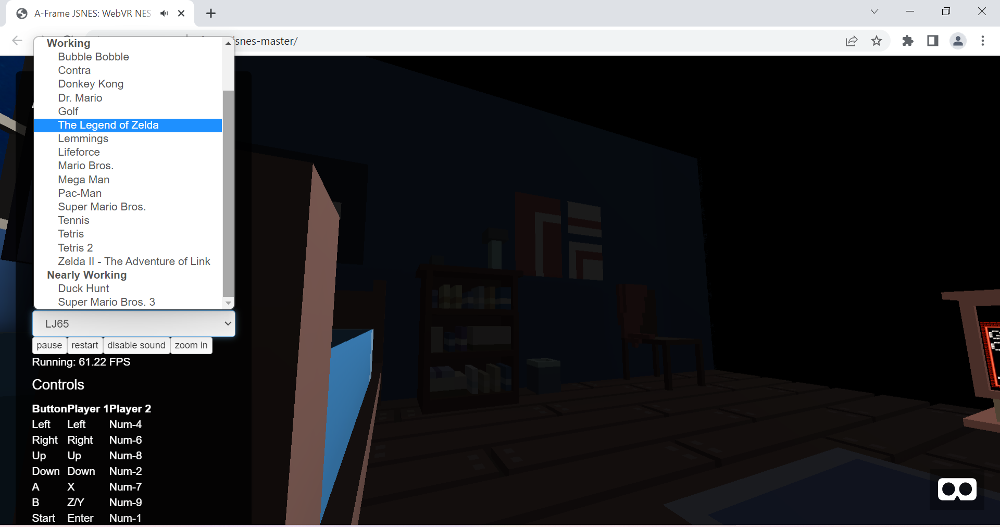 A-Frame JSNES: WebVR NES
snes-master/
Working
Bubble Bobble
Contra
Donkey Kong
Dr. Mario
Golf
The Legend of Zelda
Lemmings
Lifeforce
Mario Bros.
Mega Man
Pac-Man
Super Mario Bros.
Tennis
Tetris
Tetris 2
Zelda II - The Adventure of Link
Nearly Working
Duck Hunt
Super Mario Bros. 3
LJ65
pause restart disable sound zoom in
Running: 61.22 FPS
Controls
Button Player 1 Player 2
Left Left Num-4
Right Right Num-6
Up Up Num-8
Down Down Num-2
A X Num-7
B Z/Y Num-9
Start Enter Num-1